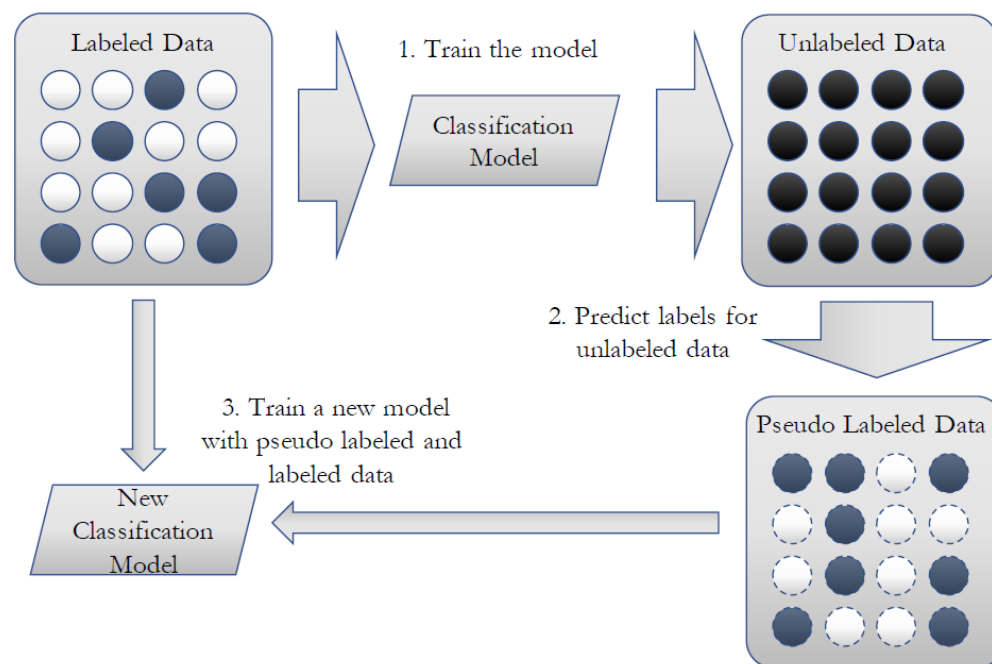 Labeled Data
1. Train the model
Classification
Model
Unlabeled Data
2. Predict labels for
unlabeled data
Pseudo Labeled Data
3. Train a new model
with pseudo labeled and
labeled data
New
Classification
Model